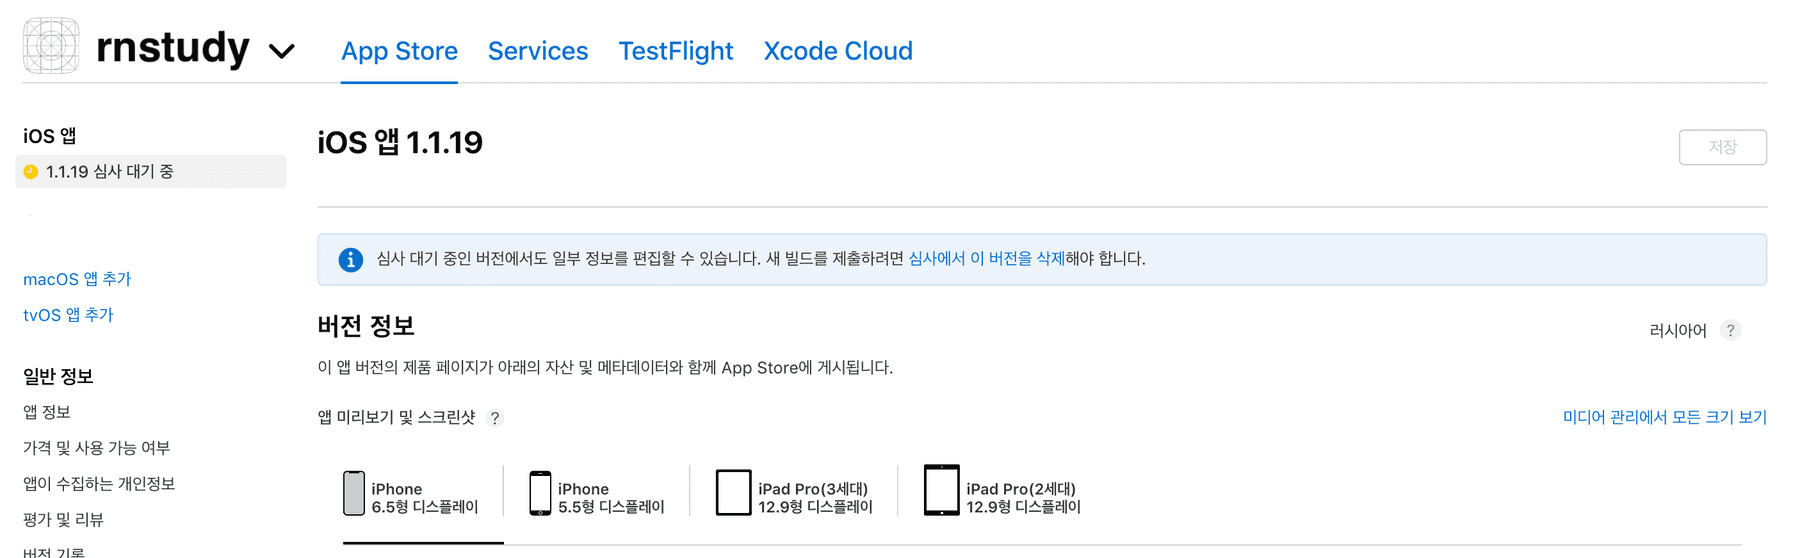 rnstudy
App Store Services TestFlight Xcode Cloud
iOS 앱
1.1.19 심사 대기 중
macOS 앱 추가
tvOS 앱 추가
일반 정보
앱 정보
가격 및 사용 가능 여부
앱이 수집하는 개인정보
평가 및 리뷰
버전 기록
iOS 앱 1.1.19
저장
심사 대기 중인 버전에서도 일부 정보를 편집할 수 있습니다. 새 빌드를 제출하려면 심사에서 이 버전을 삭제해야 합니다.
버전 정보
러시아어 ?
이 앱 버전의 제품 페이지가 아래의 자산 및 메타데이터와 함께 App Store에 게시됩니다.
앱 미리보기 및 스크린샷 ?
미디어 관리에서 모든 크기 보기
iPhone
6.5형 디스플레이
iPhone
5.5형 디스플레이
iPad Pro(3세대)
12.9형 디스플레이
iPad Pro(2세대)
12.9형 디스플레이